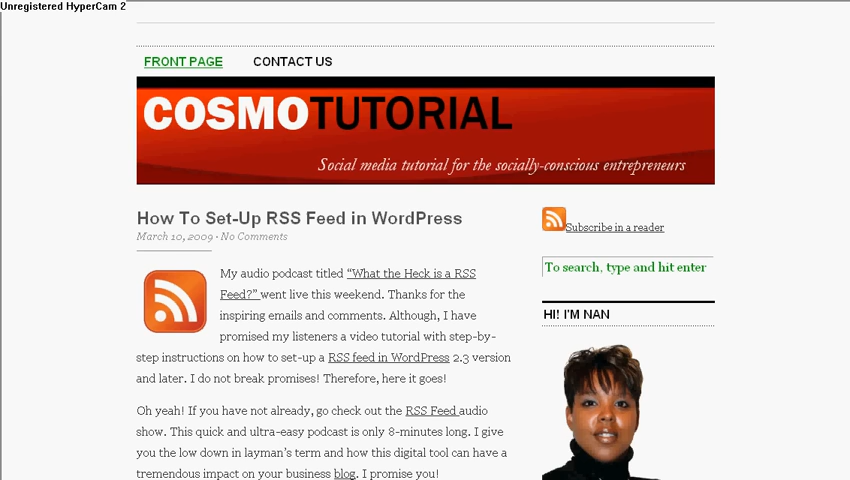 Unregistered HyperCam 2
FRONT PAGE
CONTACT US
COSMOTUTORIAL
Social media tutorial for the socially-conscious entrepreneurs
How To Set-Up RSS Feed in WordPress
March 10, 2009 · No Comments
My audio podcast titled “What the Heck is a RSS
Feed?” went live this weekend. Thanks for the
inspiring emails and comments. Although, I have
promised my listeners a video tutorial with step-by-
step instructions on how to set-up a RSS feed in WordPress 2.3 version
and later. I do not break promises! Therefore, here it goes!
Oh yeah! If you have not already, go check out the RSS Feed audio
show. This quick and ultra-easy podcast is only 8-minutes long. I give
you the low down in layman's term and how this digital tool can have a
tremendous impact on your business blog. I promise you!
Subscribe in a reader
To search, type and hit enter
HI! I'M NAN